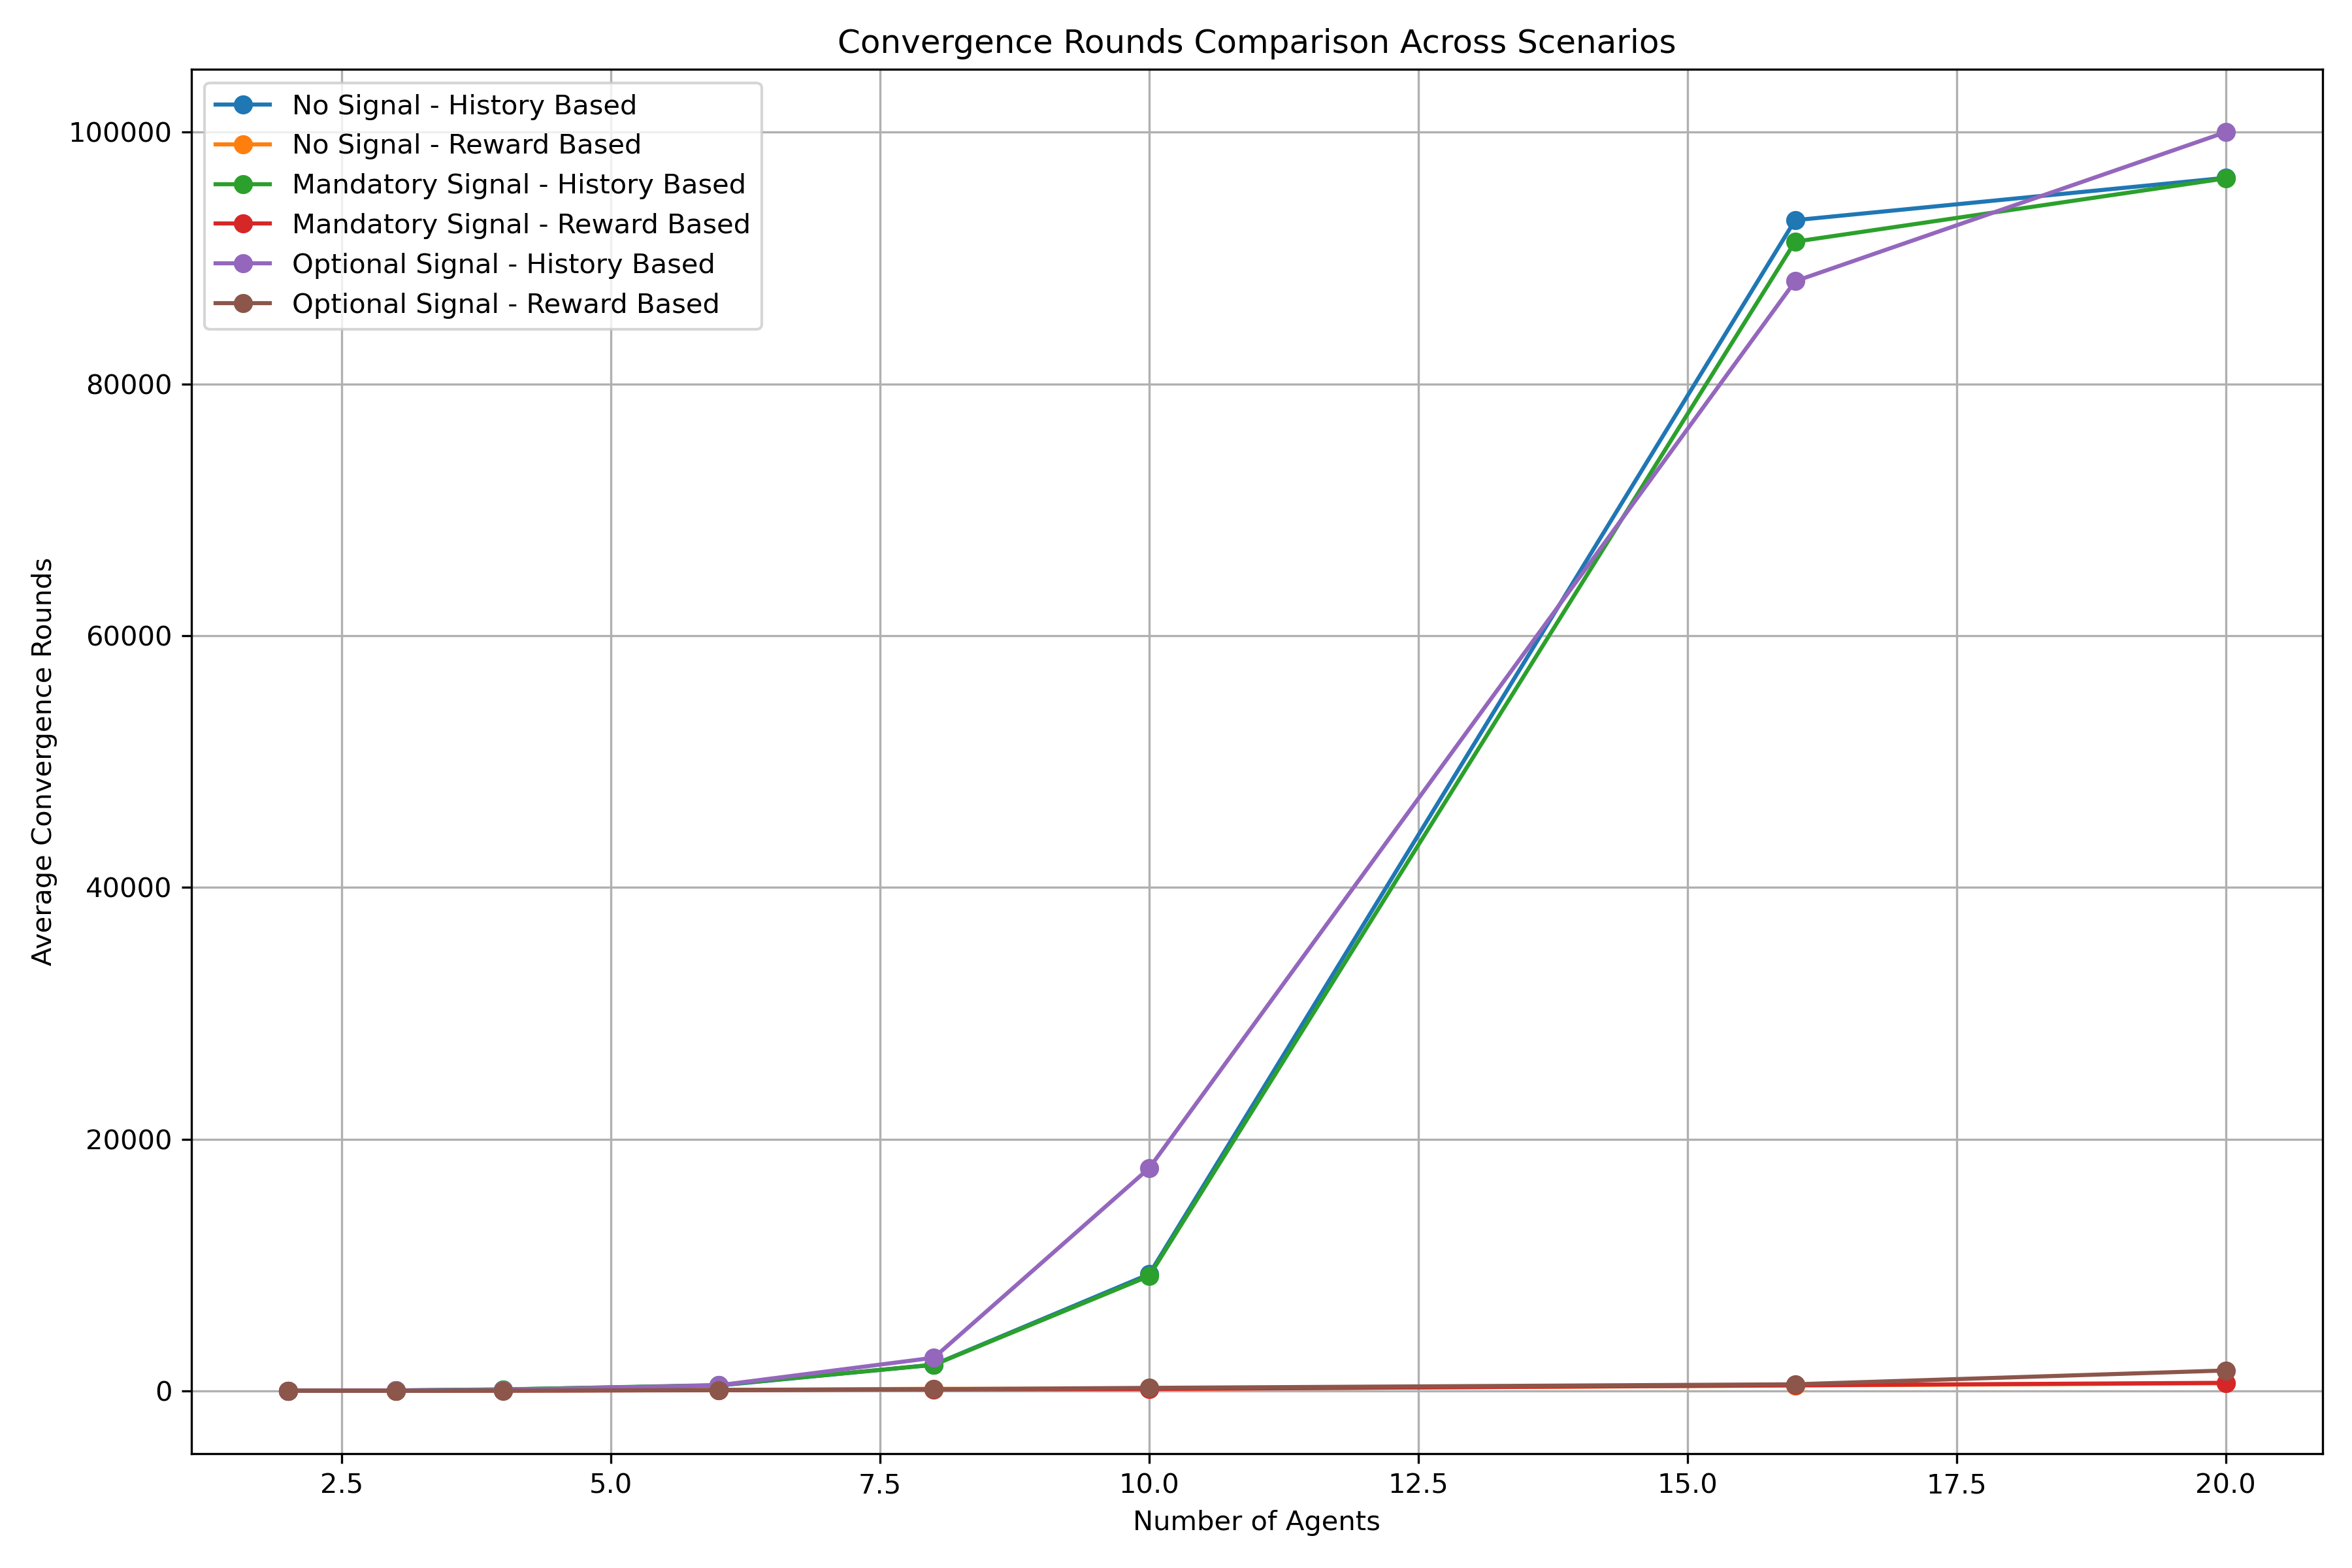 Convergence Rounds Comparison Across Scenarios
No Signal - History Based
No Signal - Reward Based
Mandatory Signal - History Based
Mandatory Signal - Reward Based
Optional Signal - History Based
Optional Signal - Reward Based
100000
80000
60000
40000
20000
0
Average Convergence Rounds
2.5 5.0 7.5 10.0 12.5 15.0 17.5 20.0
Number of Agents